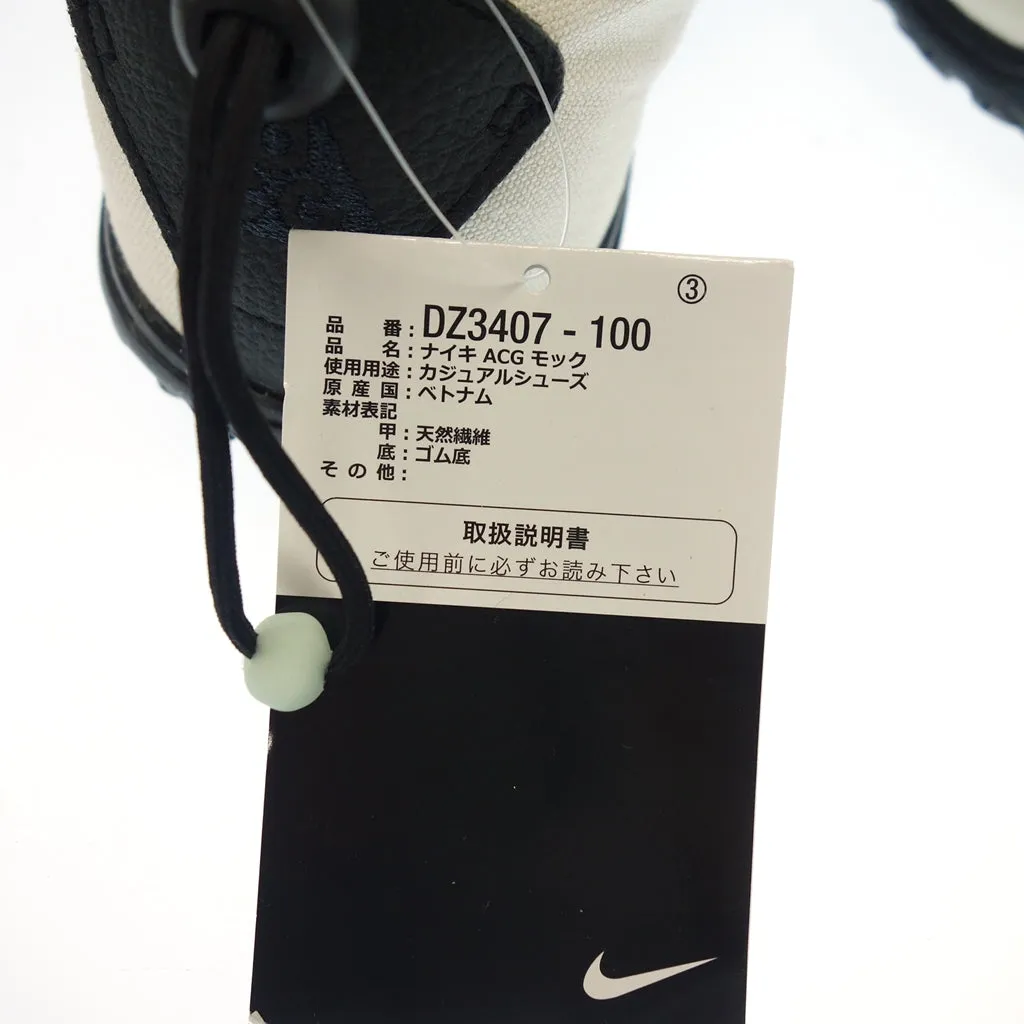 ③
品 番：DZ3407 - 100
品 名：ナイキ ACG モック
使用用途：カジュアルシューズ
原 産 国：ベトナム
素材表記
甲：天然繊維
底：ゴム底
そ の 他：
取扱説明書
ご使用前に必ずお読み下さい